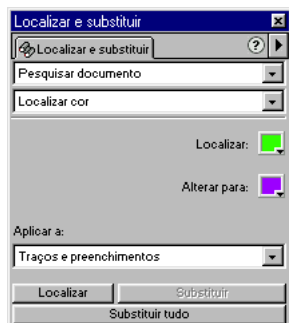 Localizar e substituir
Localizar e substituir
Pesquisar documento
Localizar cor
Localizar:
Alterar para:
Aplicar a:
Traços e preenchimentos
Localizar Substituir
Substituir tudo